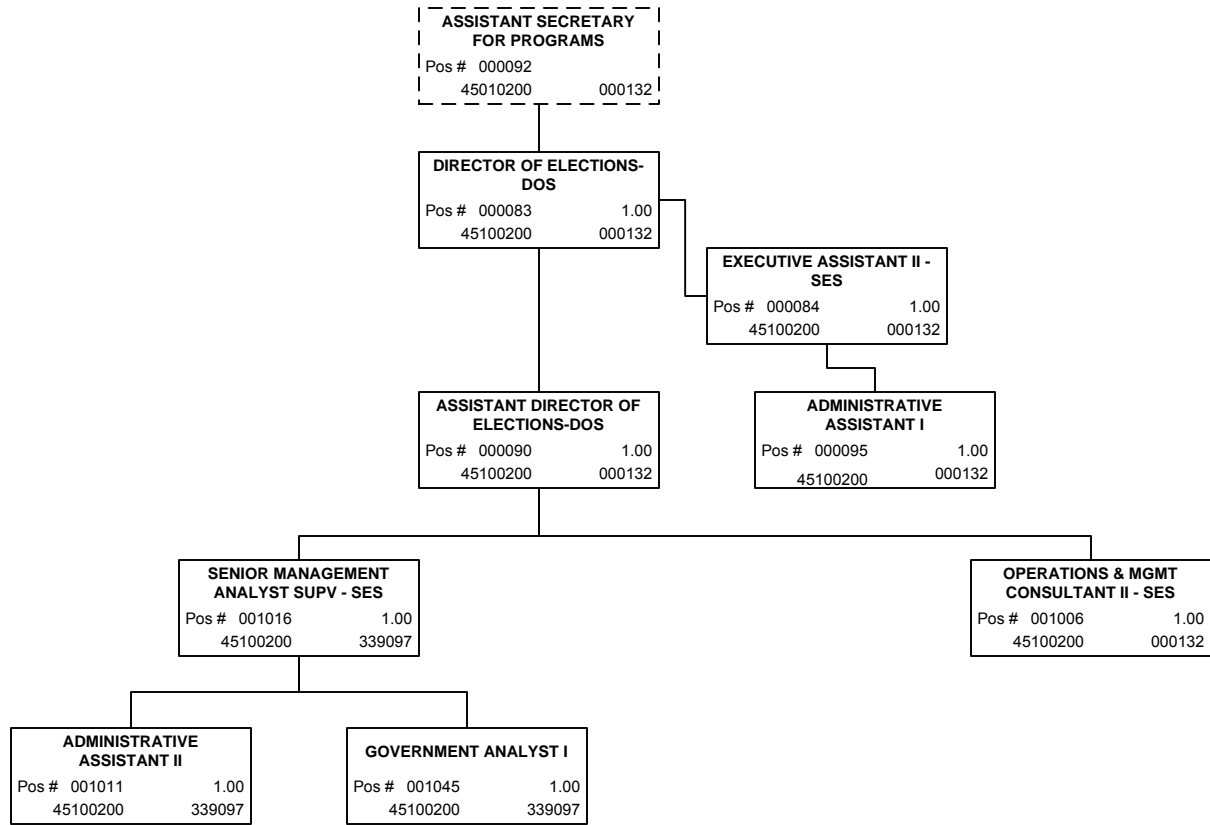 ASSISTANT SECRETARY
FOR PROGRAMS
Pos # 000092
45010200 000132
DIRECTOR OF ELECTIONS-
DOS
Pos # 000083 1.00
45100200 000132
EXECUTIVE ASSISTANT II -
SES
Pos # 000084 1.00
45100200 000132
ASSISTANT DIRECTOR OF
ELECTIONS-DOS
Pos # 000090 1.00
45100200 000132
ADMINISTRATIVE
ASSISTANT I
Pos # 000095 1.00
45100200 000132
SENIOR MANAGEMENT
ANALYST SUPV - SES
Pos # 001016 1.00
45100200 339097
OPERATIONS & MGMT
CONSULTANT II - SES
Pos # 001006 1.00
45100200 000132
ADMINISTRATIVE
ASSISTANT II
Pos # 001011 1.00
45100200 339097
GOVERNMENT ANALYST I
Pos # 001045 1.00
45100200 339097